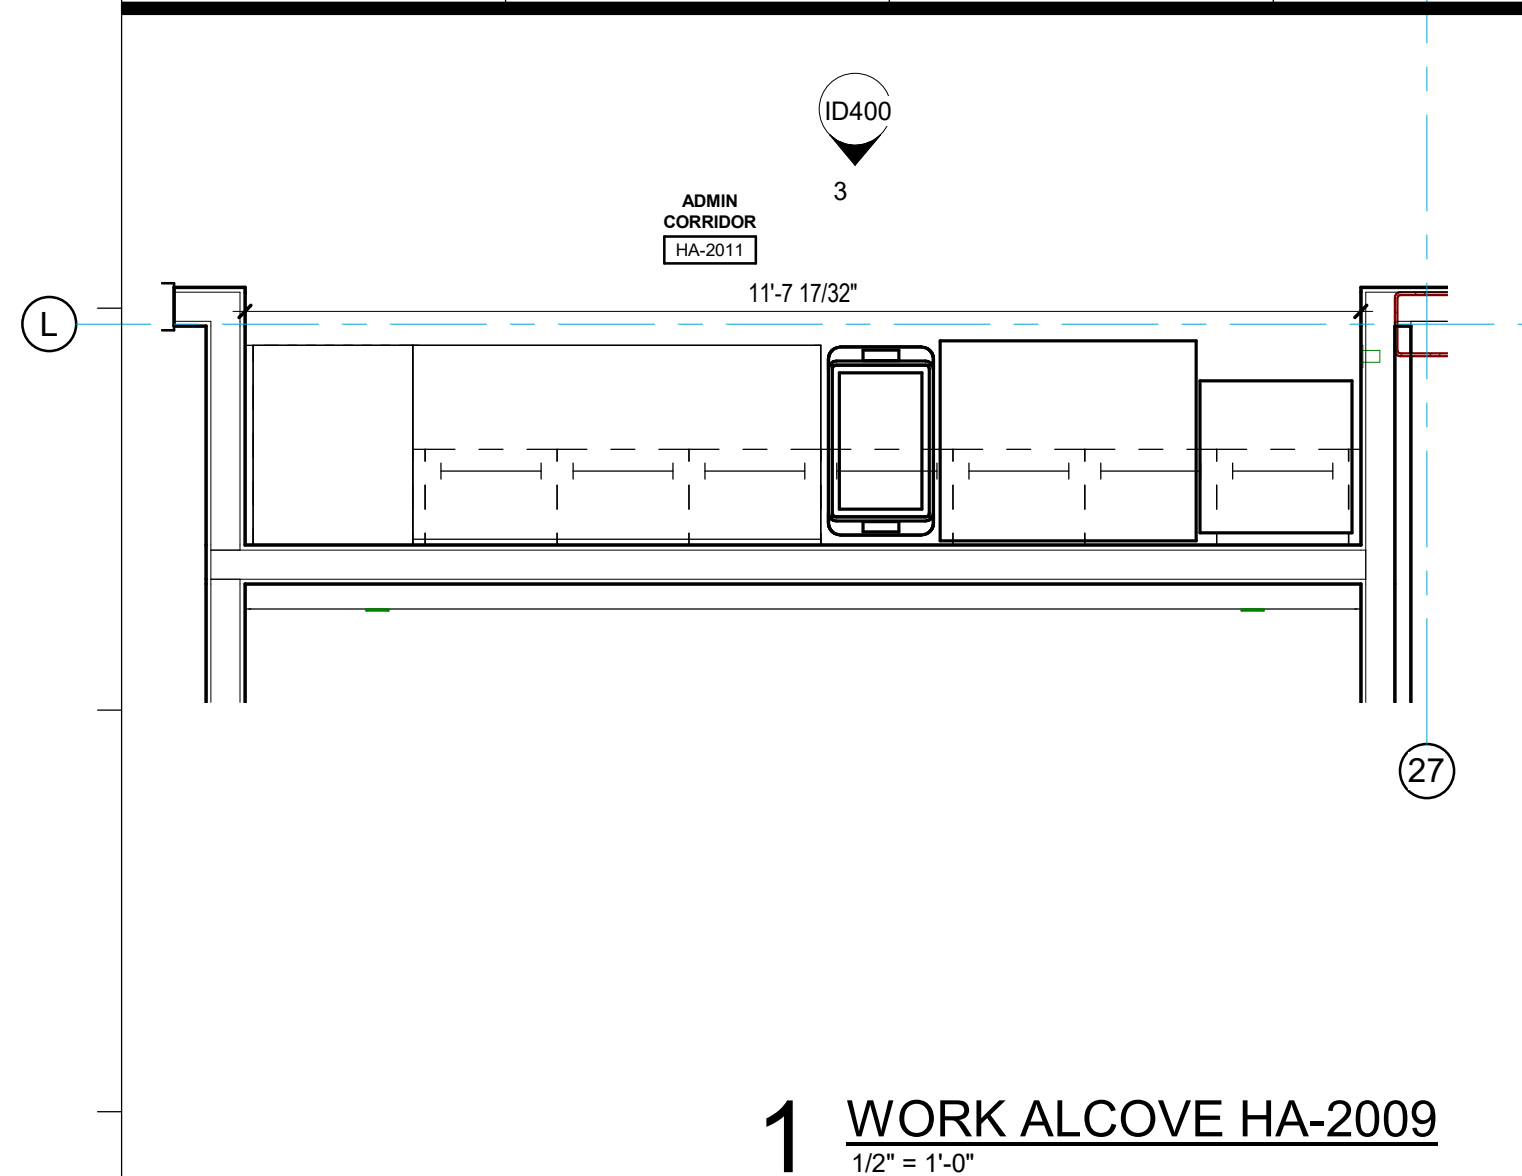 ID400
3
ADMIN
CORRIDOR
HA-2011
11'-7 17/32"
L
27
1 WORK ALCOVE HA-2009
1/2" = 1'-0"